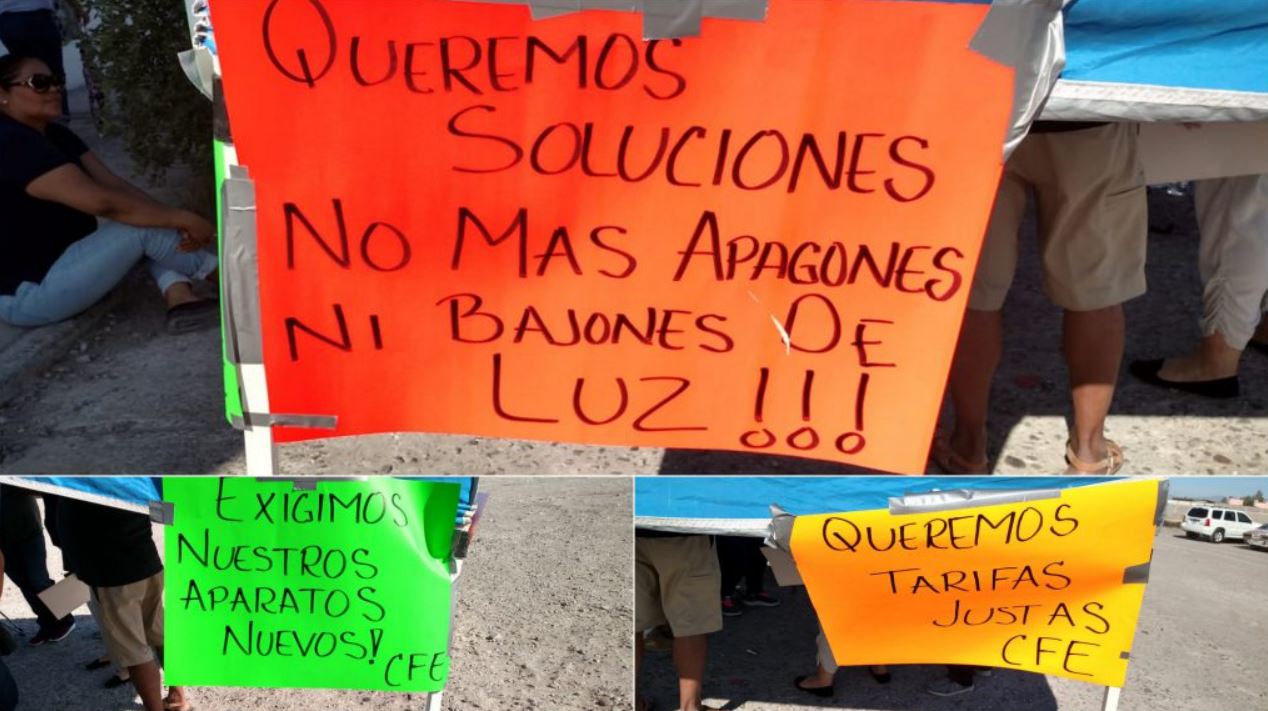 QUEREMOS
SOLUCIONES
NO MAS APAGONES
NI BAJONES DE
LUZ !!!
EXIGIMOS
NUESTROS
APARATOS
NUEVOS!
CFE
QUEREMOS
TARIFAS
JUSTAS
CFE